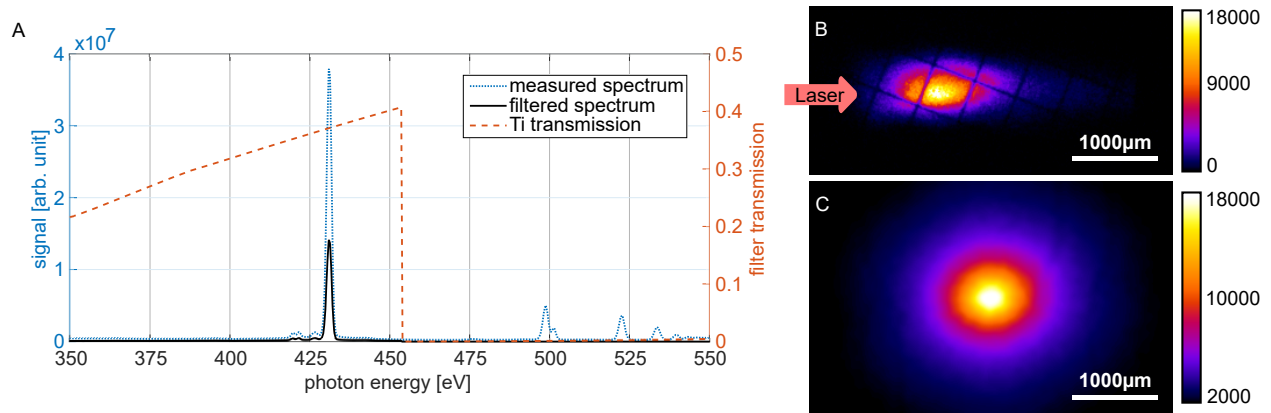 A
x10⁷
4
3
2
1
0
signal [arb. unit]
350
375
400
425
450
475
500
525
550
photon energy [eV]
0.5
0.4
0.3
0.2
0.1
0
filter transmission
measured spectrum
filtered spectrum
Ti transmission
B
Laser
1000µm
18000
9000
0
C
1000µm
18000
10000
2000